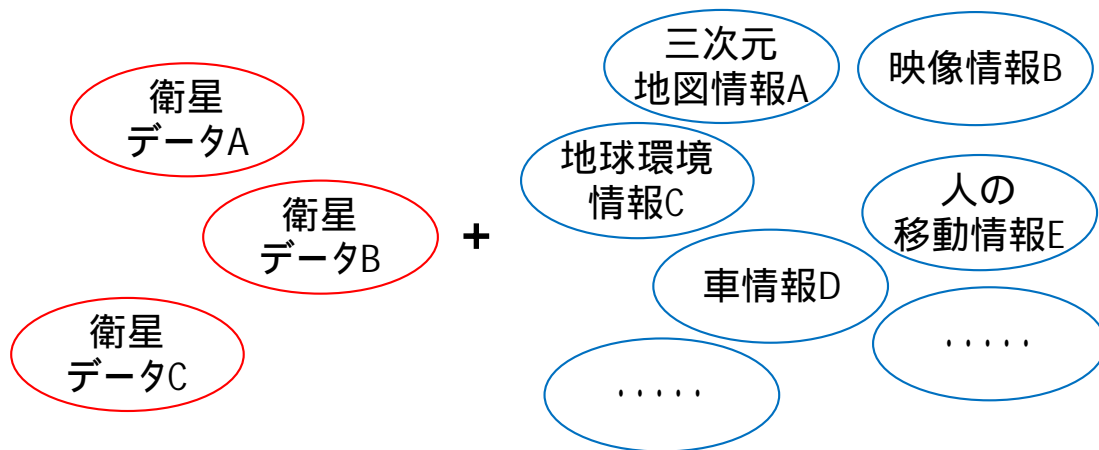 衛星
データA
衛星
データB
衛星
データC
+
三次元
地図情報A
映像情報B
地球環境
情報C
人の
移動情報E
車情報D
・・・・・
・・・・・